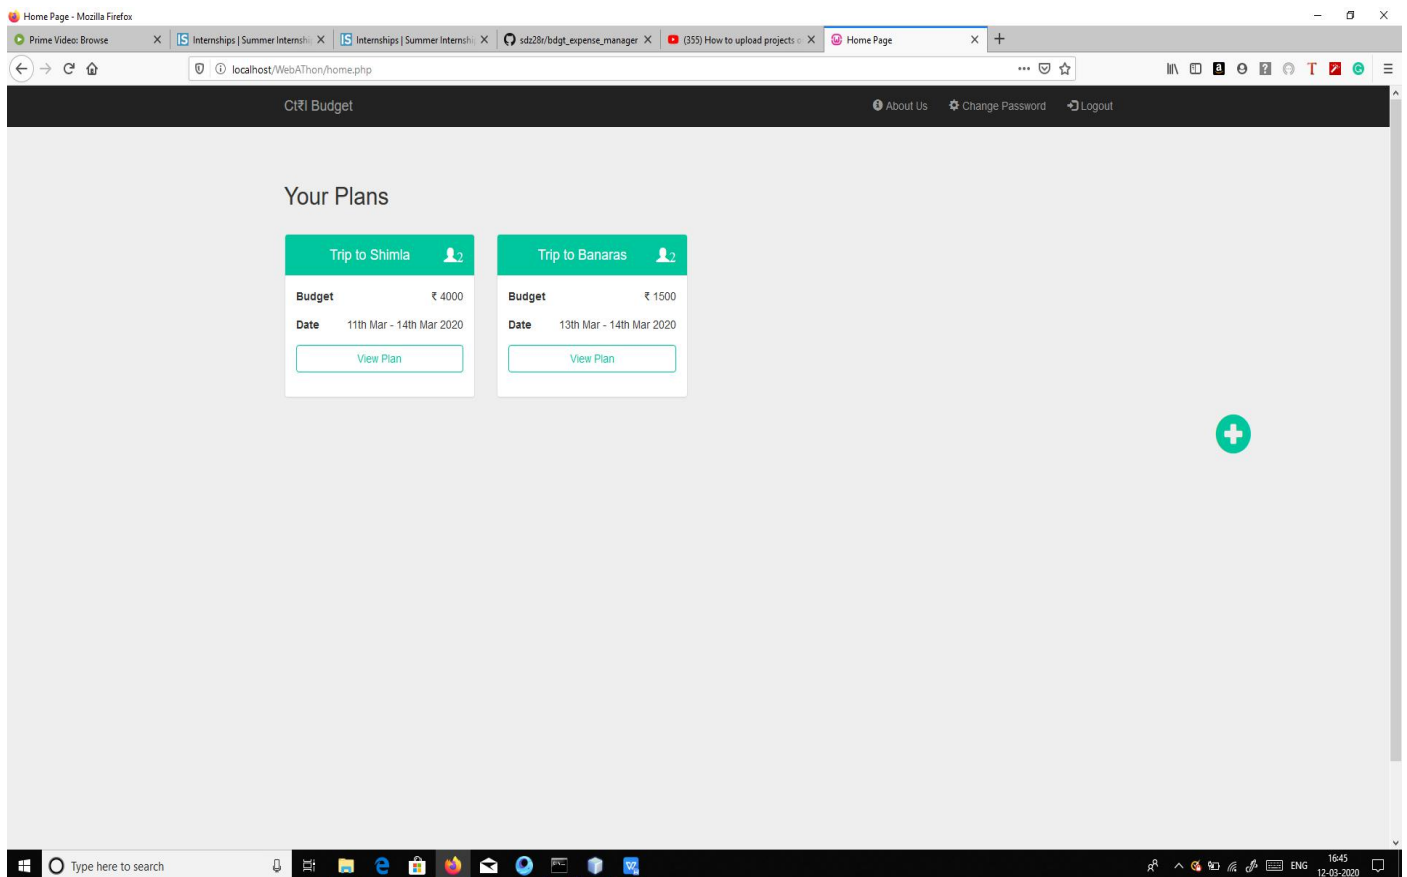 Home Page - Mozilla Firefox
Prime Video: Browse
Internships | Summer Internshi
Internships | Summer Internshi
sdz28r/bdgt_expense_manager
(355) How to upload projects o
Home Page
localhost/WebAThon/home.php
Ct₹l Budget
About Us
Change Password
Logout
Your Plans
Trip to Shimla 2
Budget ₹ 4000
Date 11th Mar - 14th Mar 2020
View Plan
Trip to Banaras 2
Budget ₹ 1500
Date 13th Mar - 14th Mar 2020
View Plan
Type here to search
ENG
16:45
12-03-2020